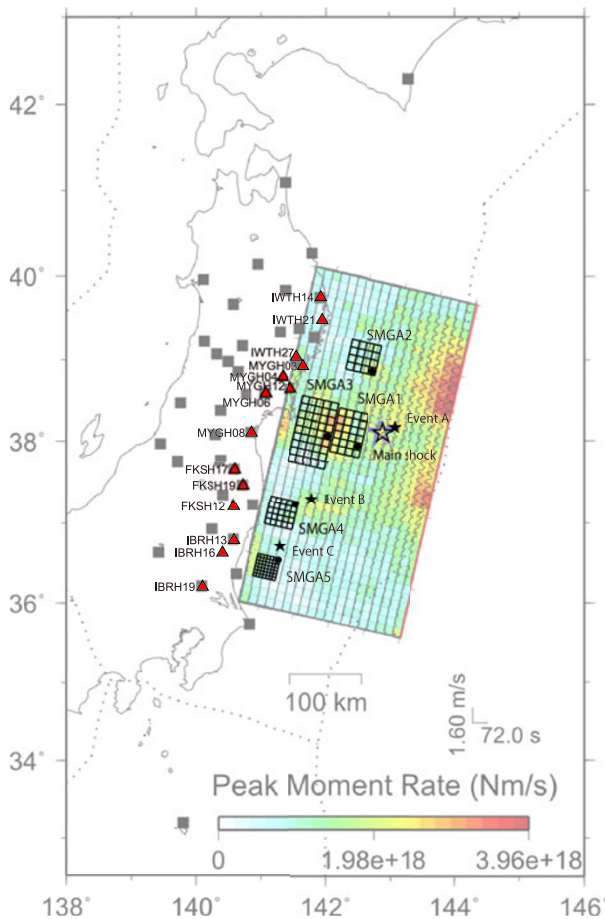 42°
40°
IWTH14
IWTH21
SMGA2
IWTH27
MYGH03
MYGH04
MYGH12
SMGA3
MYGH06
SMGA1
Event A
MYGH08
38°
Main shock
FKSH17
FKSH19
Event B
FKSH12
SMGA4
IBRH13
Event C
IBRH16
SMGA5
IBRH19
36°
100 km
1.60 m/s
72.0 s
34°
Peak Moment Rate (Nm/s)
0 1.98e+18 3.96e+18
138° 140° 142° 144° 146°